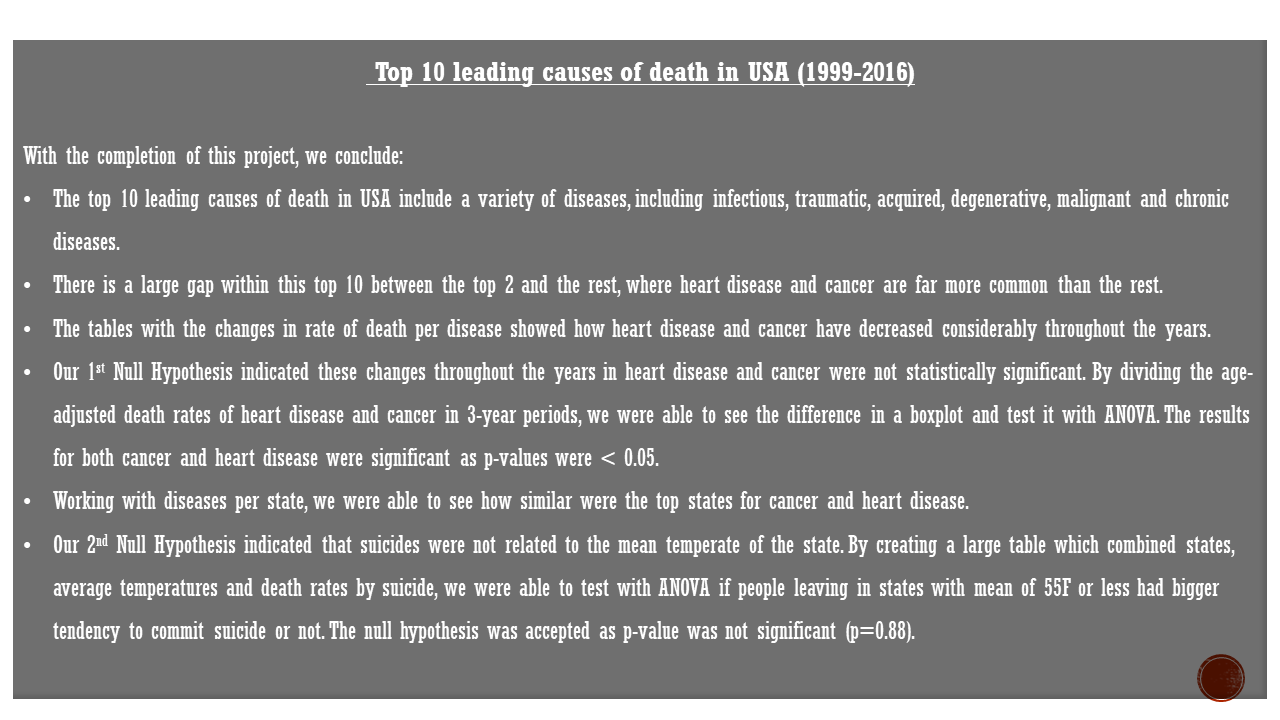 Top 10 leading causes of death in USA (1999-2016)
With the completion of this project, we conclude:
• The top 10 leading causes of death in USA include a variety of diseases, including infectious, traumatic, acquired, degenerative, malignant and chronic
diseases.
• There is a large gap within this top 10 between the top 2 and the rest, where heart disease and cancer are far more common than the rest.
• The tables with the changes in rate of death per disease showed how heart disease and cancer have decreased considerably throughout the years.
• Our 1st Null Hypothesis indicated these changes throughout the years in heart disease and cancer were not statistically significant. By dividing the age-
adjusted death rates of heart disease and cancer in 3-year periods, we were able to see the difference in a boxplot and test it with ANOVA. The results
for both cancer and heart disease were significant as p-values were < 0.05.
• Working with diseases per state, we were able to see how similar were the top states for cancer and heart disease.
• Our 2nd Null Hypothesis indicated that suicides were not related to the mean temperate of the state. By creating a large table which combined states,
average temperatures and death rates by suicide, we were able to test with ANOVA if people leaving in states with mean of 55F or less had bigger
tendency to commit suicide or not. The null hypothesis was accepted as p-value was not significant (p=0.88).